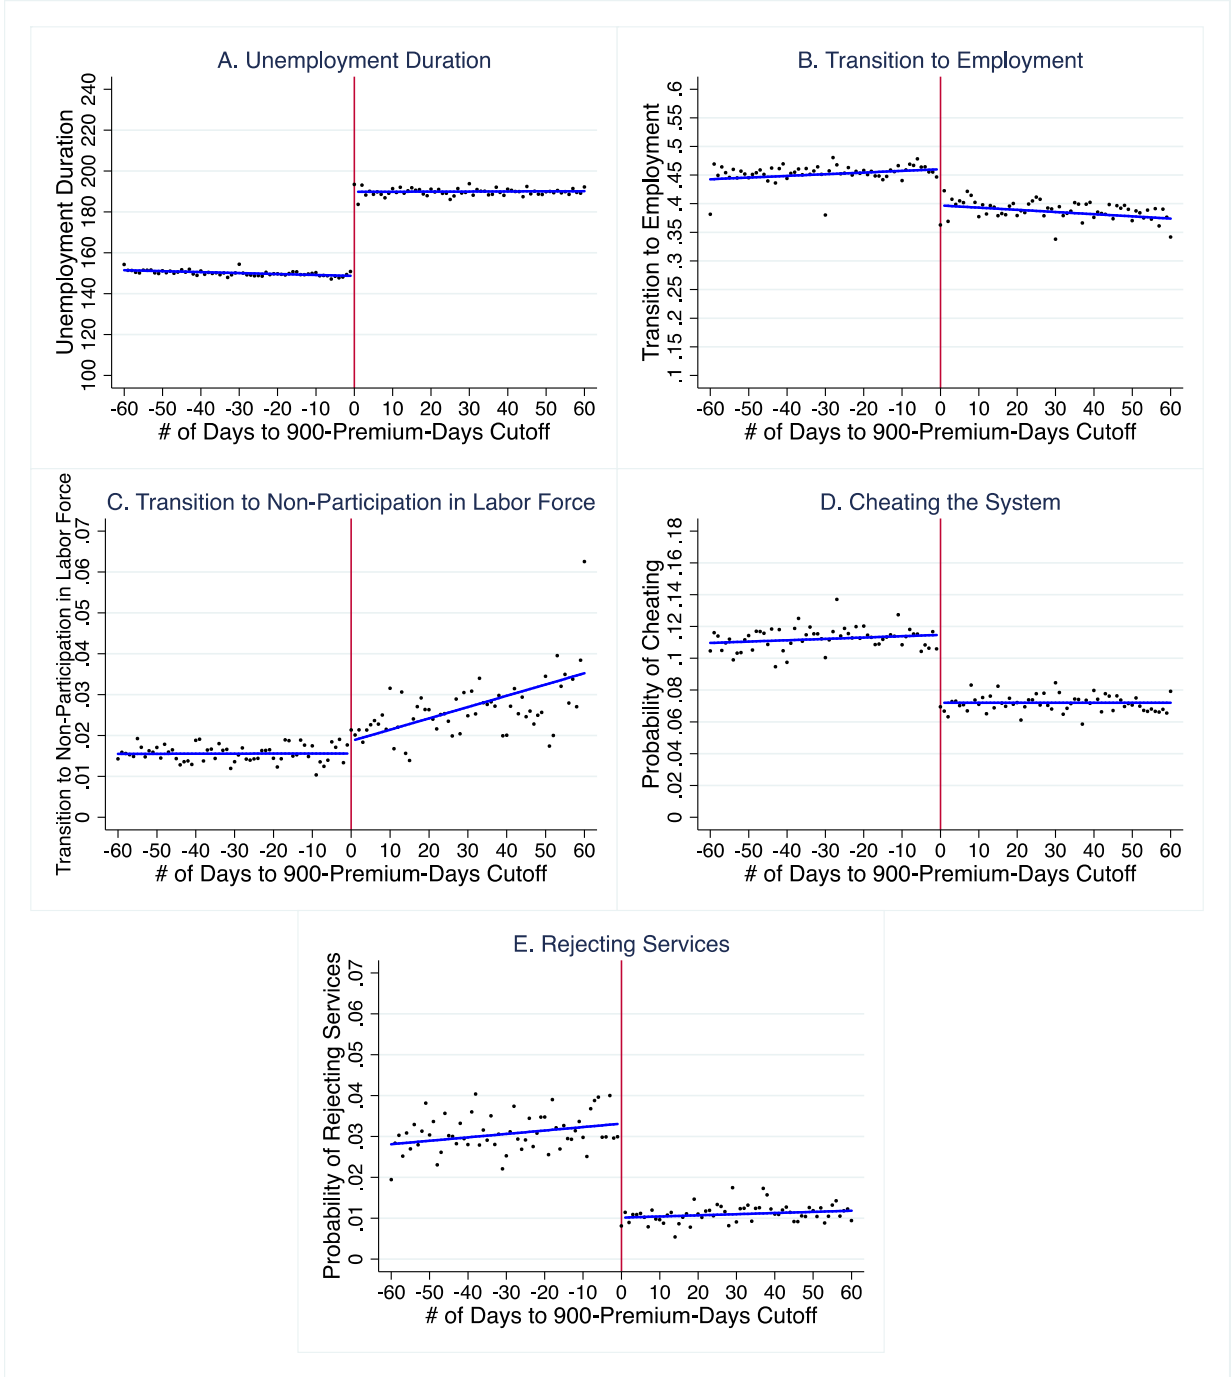 A. Unemployment Duration
Unemployment Duration
100 120 140 160 180 200 220 240
-60 -50 -40 -30 -20 -10 0 10 20 30 40 50 60
# of Days to 900-Premium-Days Cutoff
B. Transition to Employment
Transition to Employment
.1 .15 .2 .25 .3 .35 .4 .45 .5 .55 .6
-60 -50 -40 -30 -20 -10 0 10 20 30 40 50 60
# of Days to 900-Premium-Days Cutoff
C. Transition to Non-Participation in Labor Force
Transition to Non-Participation in Labor Force
0 .01 .02 .03 .04 .05 .06 .07
-60 -50 -40 -30 -20 -10 0 10 20 30 40 50 60
# of Days to 900-Premium-Days Cutoff
D. Cheating the System
Probability of Cheating
0 .02 .04 .06 .08 .1 .12 .14 .16 .18
-60 -50 -40 -30 -20 -10 0 10 20 30 40 50 60
# of Days to 900-Premium-Days Cutoff
E. Rejecting Services
Probability of Rejecting Services
0 .01 .02 .03 .04 .05 .06 .07
-60 -50 -40 -30 -20 -10 0 10 20 30 40 50 60
# of Days to 900-Premium-Days Cutoff